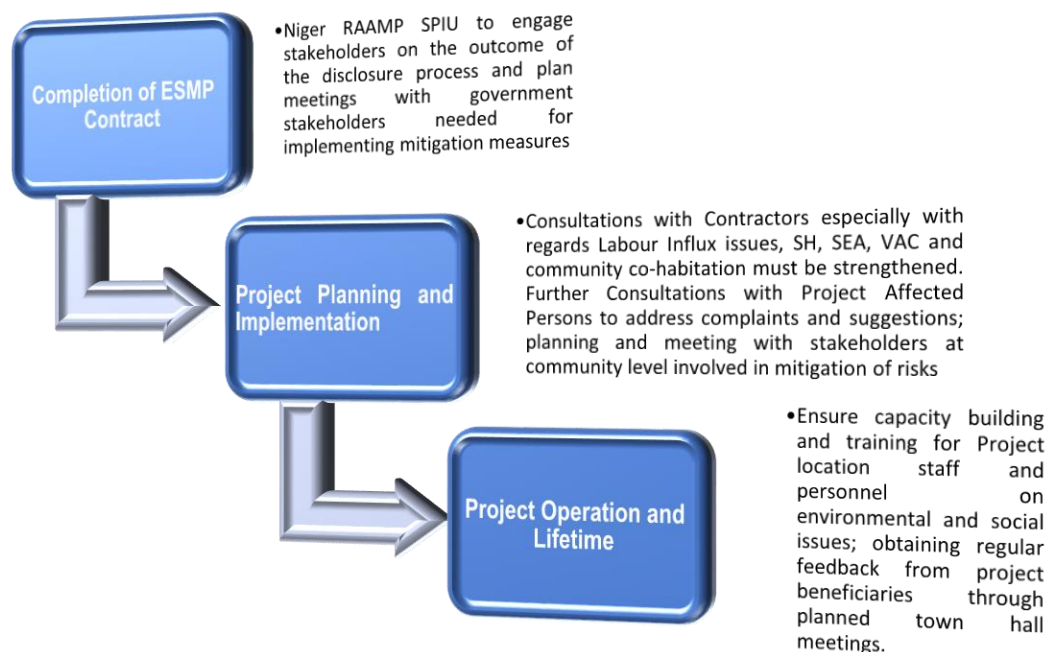 Completion of ESMP
Contract
•Niger RAAMP SPIU to engage
stakeholders on the outcome of
the disclosure process and plan
meetings with government
stakeholders needed for
implementing mitigation measures
Project Planning and
Implementation
•Consultations with Contractors especially with
regards Labour Influx issues, SH, SEA, VAC and
community co-habitation must be strengthened.
Further Consultations with Project Affected
Persons to address complaints and suggestions;
planning and meeting with stakeholders at
community level involved in mitigation of risks
Project Operation and
Lifetime
•Ensure capacity building
and training for Project
location staff and
personnel on
environmental and social
issues; obtaining regular
feedback from project
beneficiaries through
planned town hall
meetings.